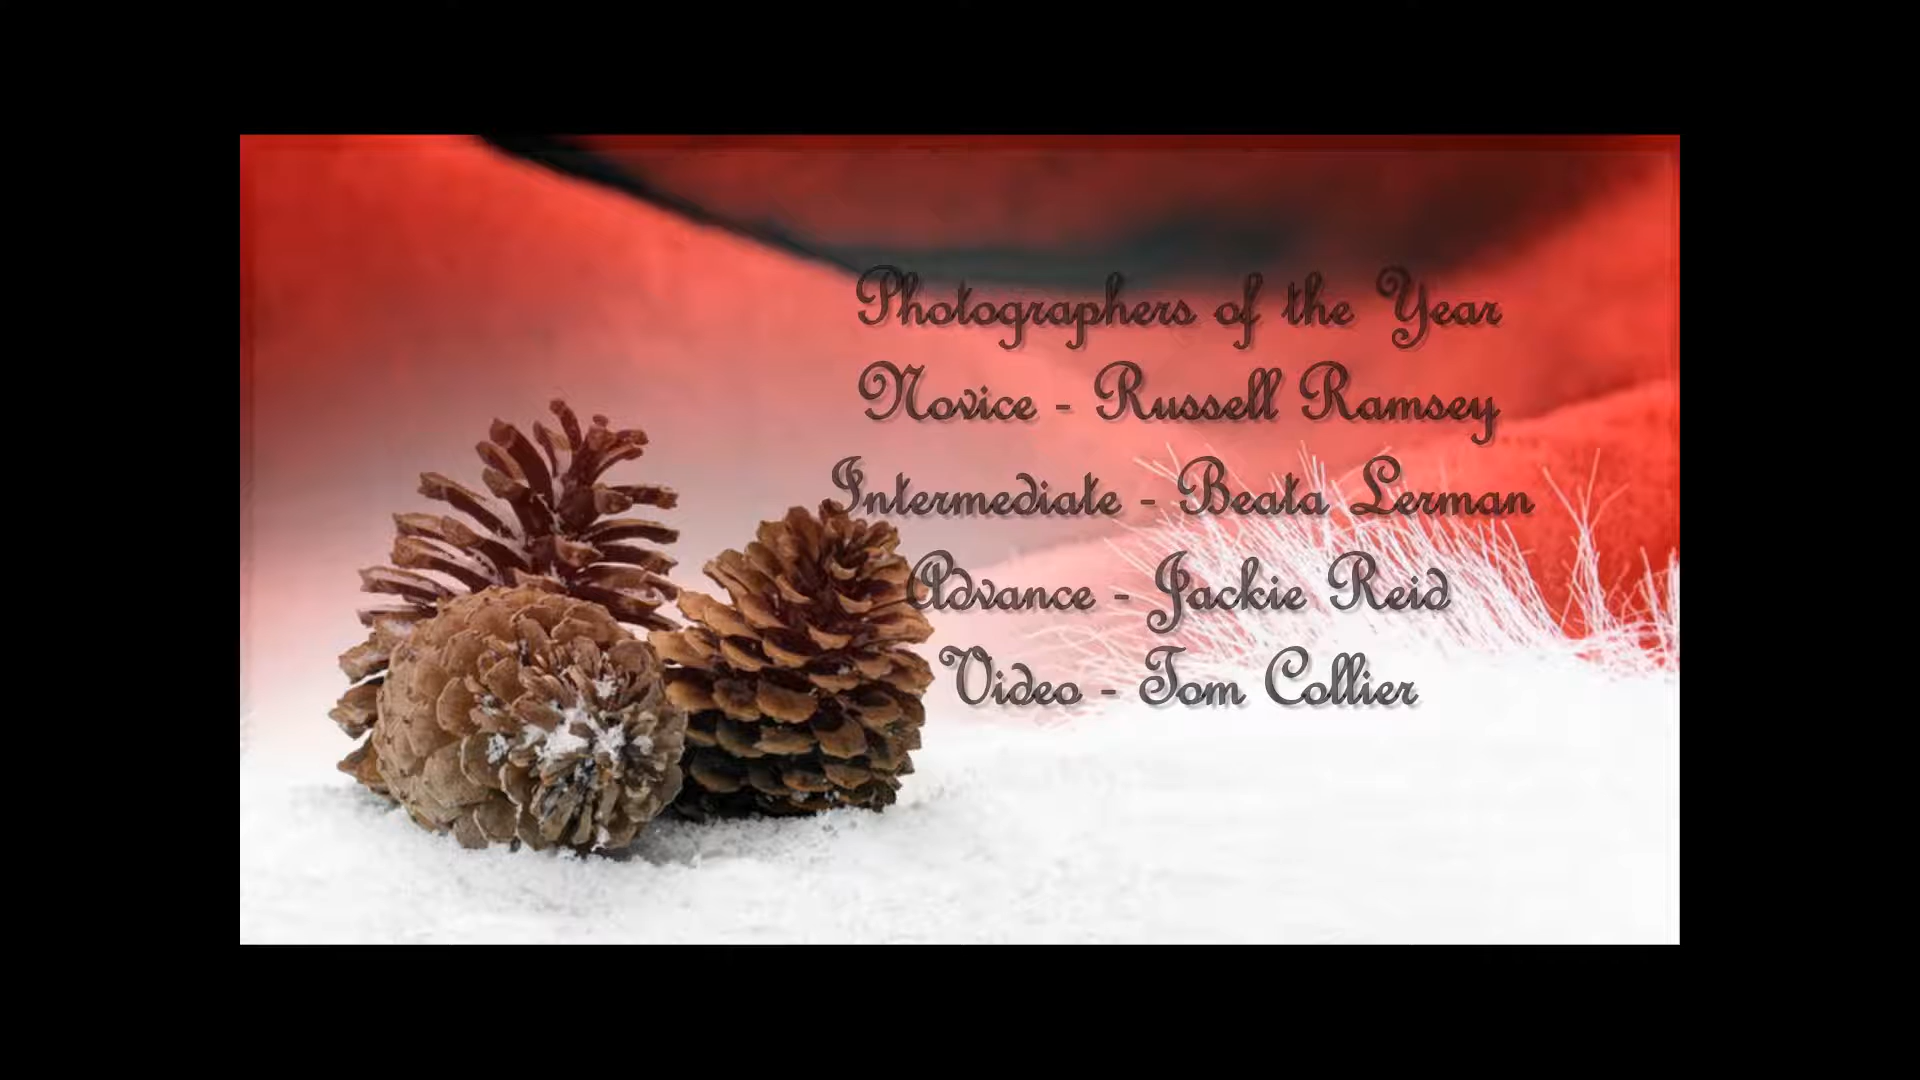 Photographers of the Year
Novice - Russell Ramsey
Intermediate - Beata Lerman
Advance - Jackie Reid
Video - Tom Collier